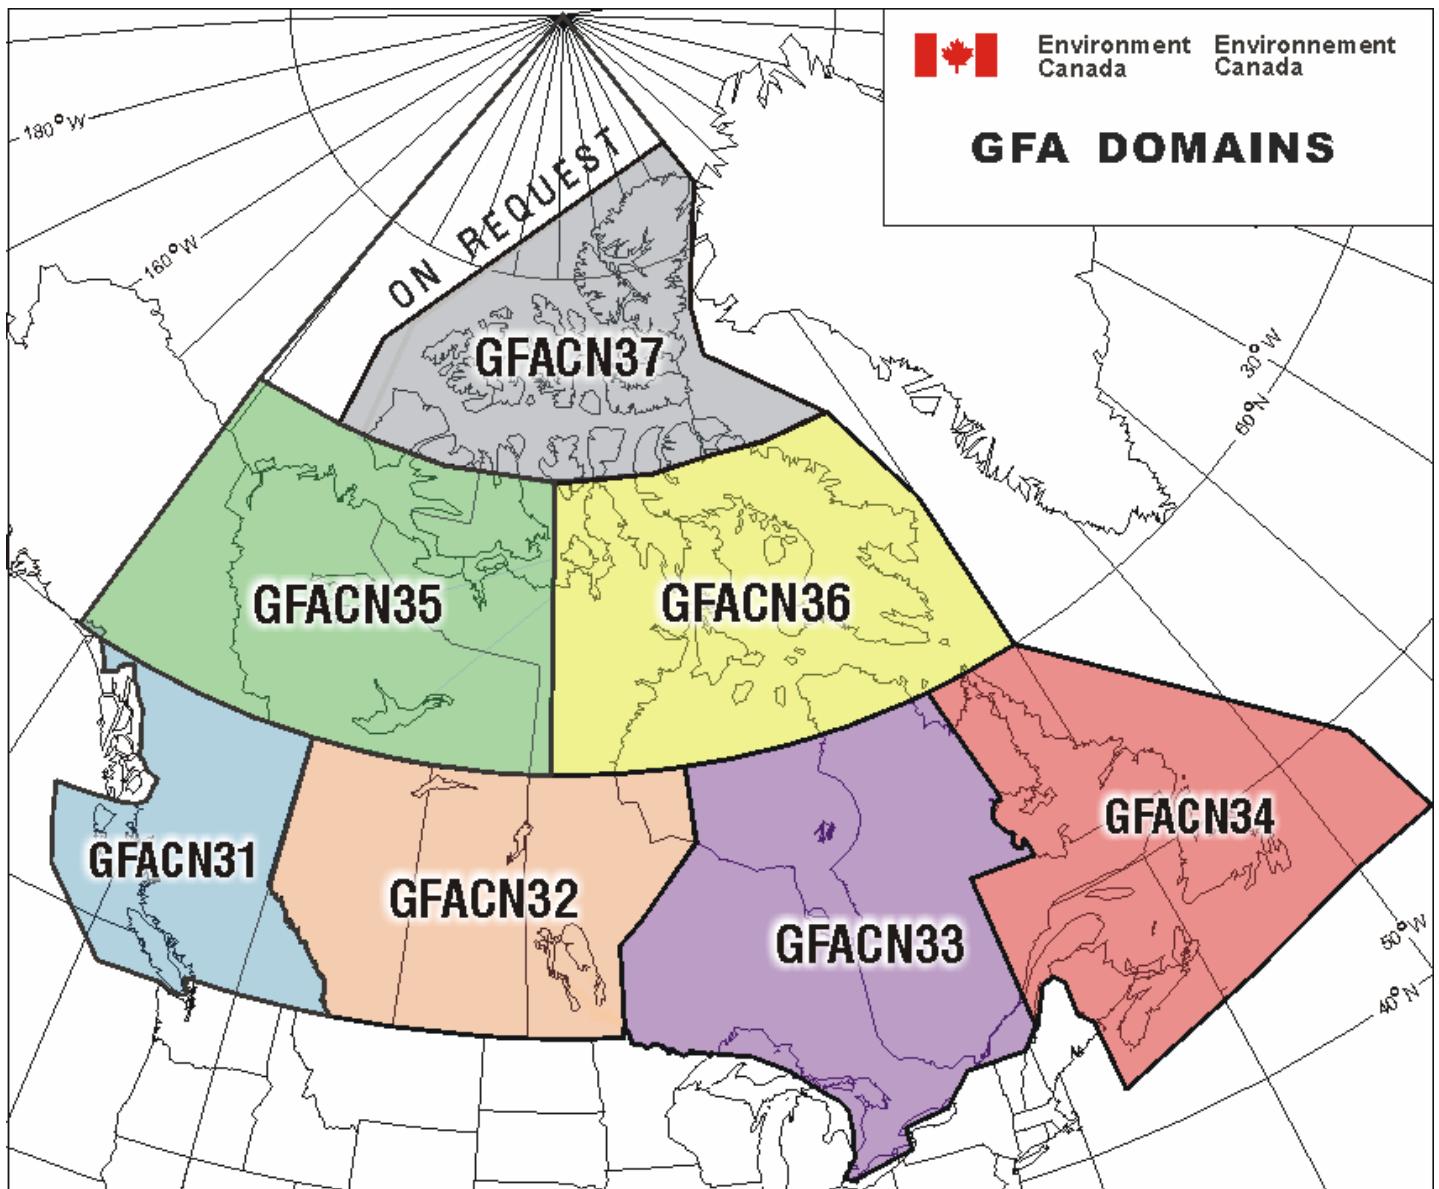 Environment Environnement
Canada Canada
GFA DOMAINS
180°W
160°W
ON REQUEST
GFACN37
30°W
60°N
GFACN35
GFACN36
GFACN34
GFACN31
GFACN32
GFACN33
50°W
40°N